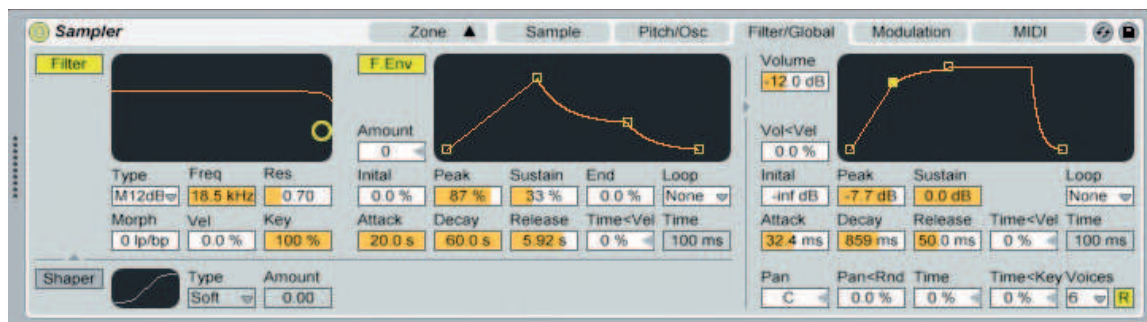 Sampler Zone Sample Pitch/Osc Filter/Global Modulation MIDI
Filter F.Env Volume
-12.0 dB
Amount Vol<Vel
0 0.0 %
Type Freq Res Inital Peak Sustain End Loop Inital Peak Sustain Loop
M12dB 18.5 kHz 0.70 0.0 % 87 % 33 % 0.0 % None -inf dB -7.7 dB 0.0 dB None
Morph Vel Key Attack Decay Release Time<Vel Time Attack Decay Release Time<Vel Time
0 lp/bp 0.0 % 100 % 20.0 s 60.0 s 5.92 s 0 % 100 ms 32.4 ms 859 ms 50.0 ms 0 % 100 ms
Shaper Type Amount Pan Pan<Rnd Time Time<Key Voices
Soft 0.00 C 0.0 % 0 % 0 % 6 R